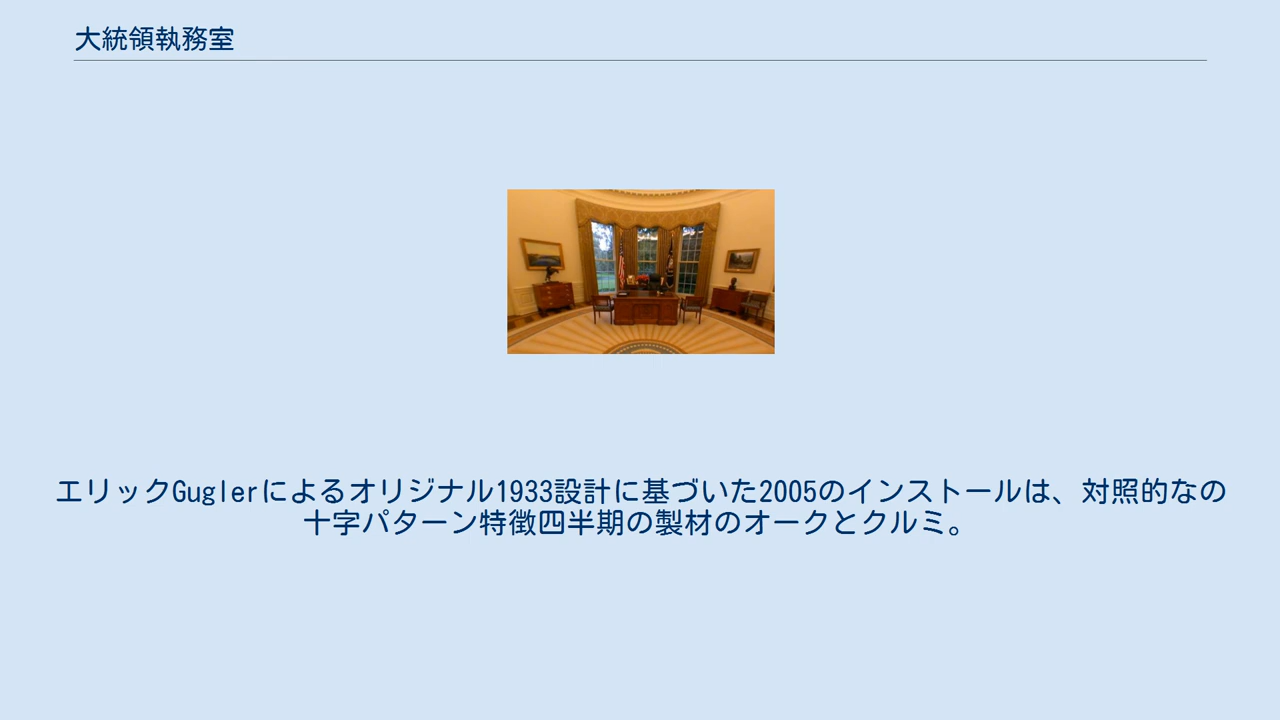 大統領執務室
エリックGuglerによるオリジナル1933設計に基づいた2005のインストールは、対照的なの
十字パターン特徴四半期の製材のオークとクルミ。